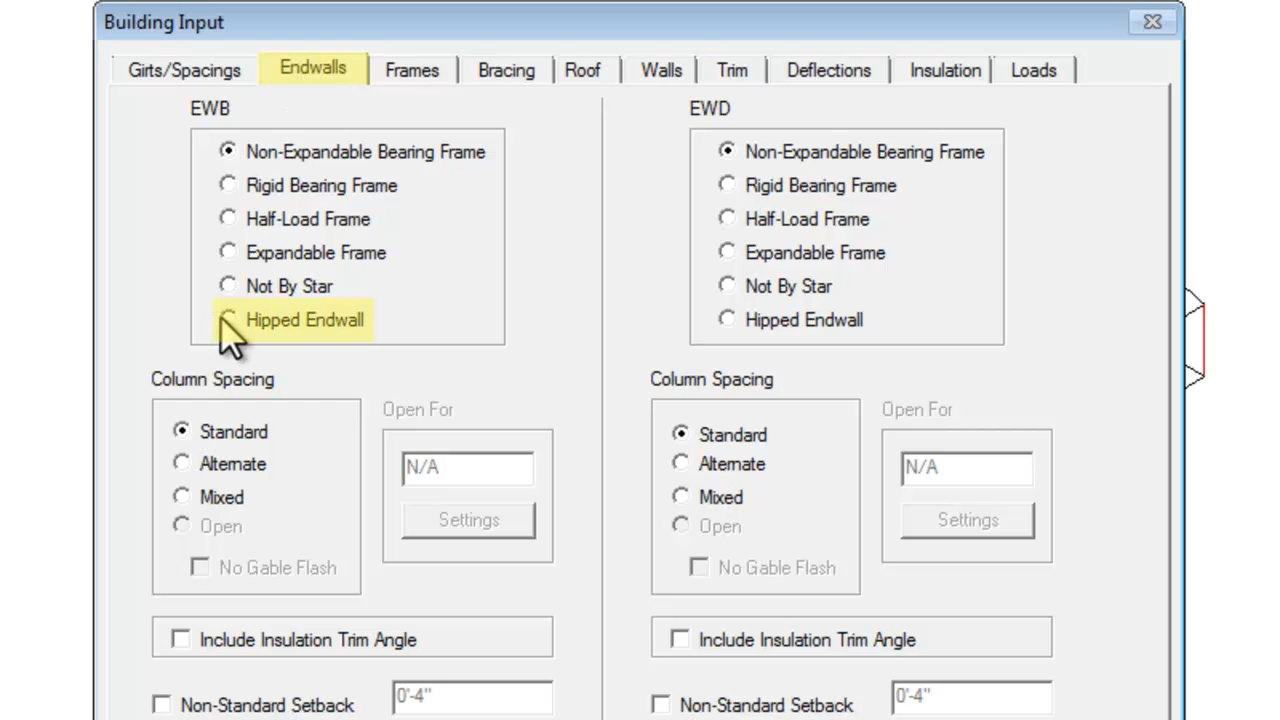 Building Input
Girts/Spacings Endwalls Frames Bracing Roof Walls Trim Deflections Insulation Loads
EWB
Non-Expandable Bearing Frame
Rigid Bearing Frame
Half-Load Frame
Expandable Frame
Not By Star
Hipped Endwall
Column Spacing
Standard
Alternate
Mixed
Open
No Gable Flash
Open For
N/A
Settings
Include Insulation Trim Angle
Non-Standard Setback 0'-4"
EWD
Non-Expandable Bearing Frame
Rigid Bearing Frame
Half-Load Frame
Expandable Frame
Not By Star
Hipped Endwall
Column Spacing
Standard
Alternate
Mixed
Open
No Gable Flash
Open For
N/A
Settings
Include Insulation Trim Angle
Non-Standard Setback 0'-4"